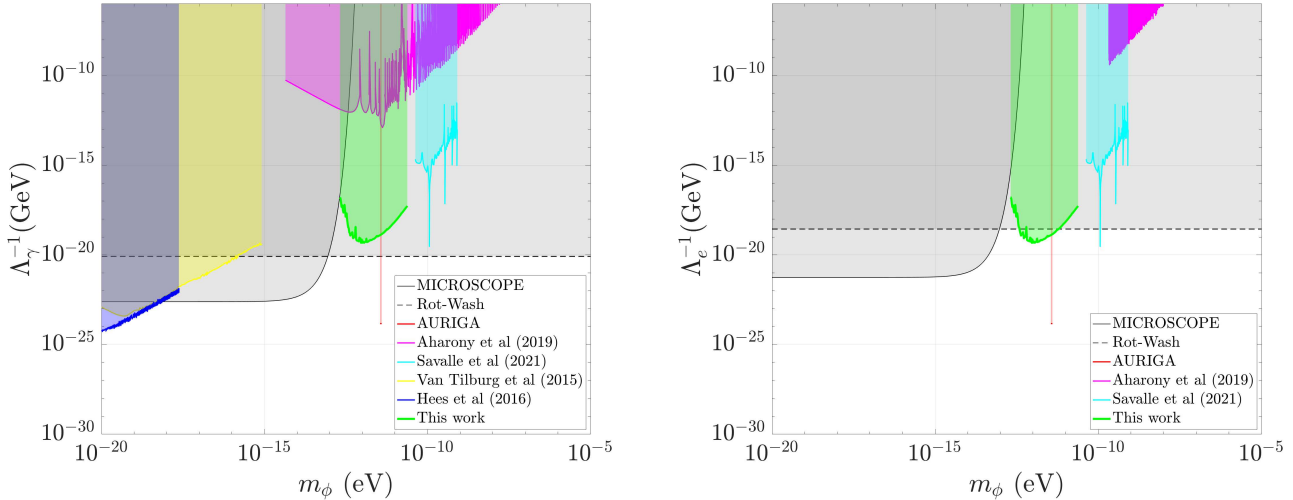 Λγ⁻¹(GeV)
10⁻¹⁰
10⁻¹⁵
10⁻²⁰
10⁻²⁵
10⁻³⁰
10⁻²⁰ 10⁻¹⁵ 10⁻¹⁰ 10⁻⁵
mϕ (eV)
MICROSCOPE
Rot-Wash
AURIGA
Aharony et al (2019)
Savalle et al (2021)
Van Tilburg et al (2015)
Hees et al (2016)
This work
Λe⁻¹(GeV)
10⁻¹⁰
10⁻¹⁵
10⁻²⁰
10⁻²⁵
10⁻³⁰
10⁻²⁰ 10⁻¹⁵ 10⁻¹⁰ 10⁻⁵
mϕ (eV)
MICROSCOPE
Rot-Wash
AURIGA
Aharony et al (2019)
Savalle et al (2021)
This work